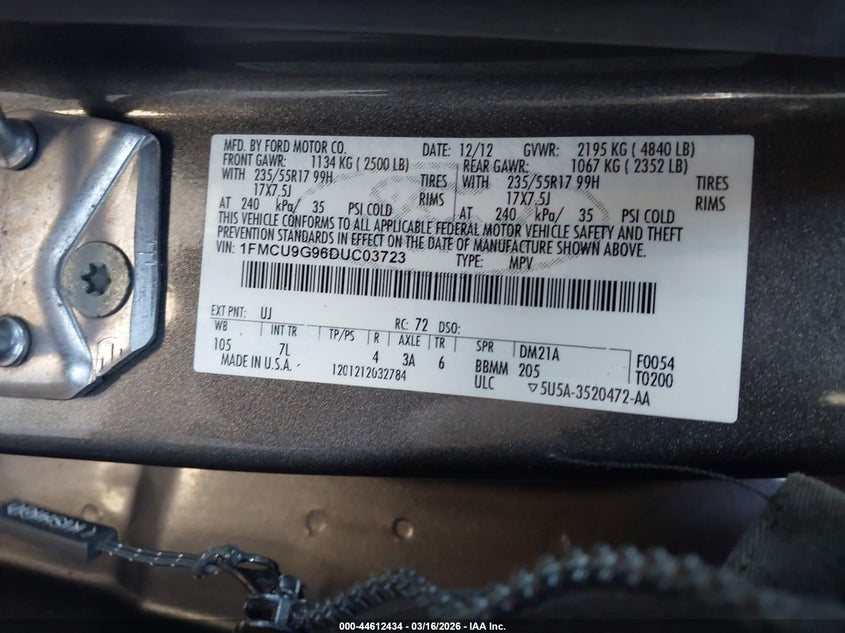 MFD. BY FORD MOTOR CO. DATE: 12/12 GVWR: 2195 KG ( 4840 LB)
FRONT GAWR: 1134 KG ( 2500 LB) REAR GAWR: 1067 KG ( 2352 LB)
WITH 235/55R17 99H TIRES WITH 235/55R17 99H TIRES
17X7.5J RIMS 17X7.5J RIMS
AT 240 kPa/ 35 PSI COLD AT 240 kPa/ 35 PSI COLD
THIS VEHICLE CONFORMS TO ALL APPLICABLE FEDERAL MOTOR VEHICLE SAFETY AND THEFT
PREVENTION STANDARDS IN EFFECT ON THE DATE OF MANUFACTURE SHOWN ABOVE.
VIN: 1FMCU9G96DUC03723 TYPE: MPV
EXT PNT: UJ RC: 72 DSO:
WB INT TR TP/PS R AXLE TR SPR DM21A F0054
105 7L 4 3A 6 BBMM 205 T0200
MADE IN U.S.A. 1201212032784 ULC ▽5U5A-3520472-AA
000-44612434 - 03/16/2026 - IAA Inc.